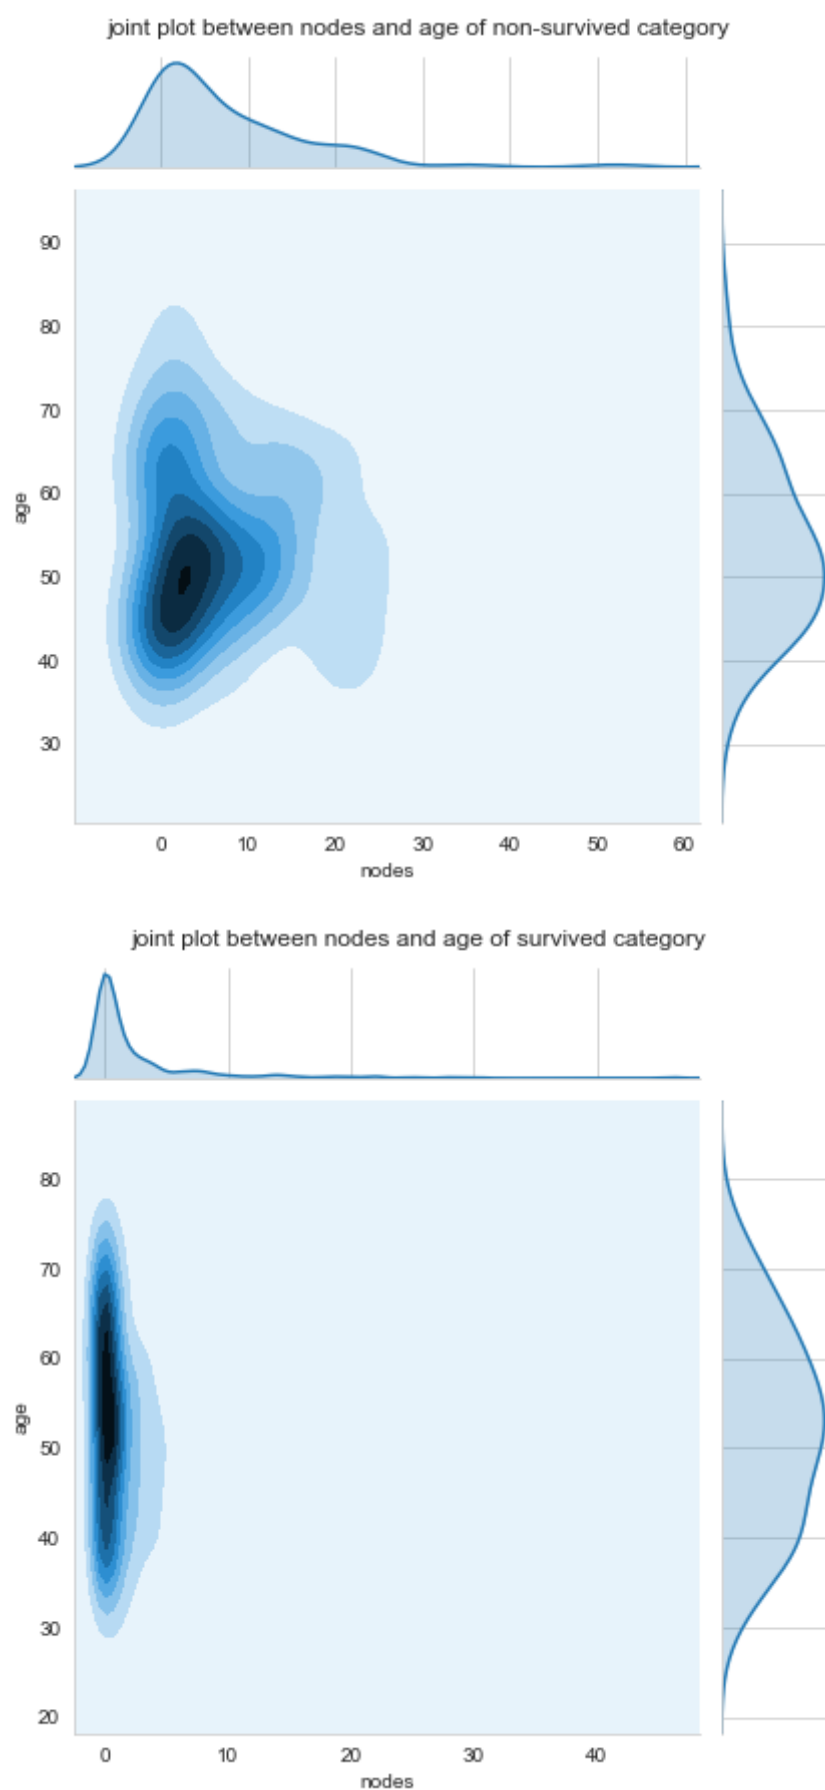 joint plot between nodes and age of non-survived category
90
80
70
60
50
40
30
age
0 10 20 30 40 50 60
nodes
joint plot between nodes and age of survived category
80
70
60
50
40
30
20
age
0 10 20 30 40
nodes